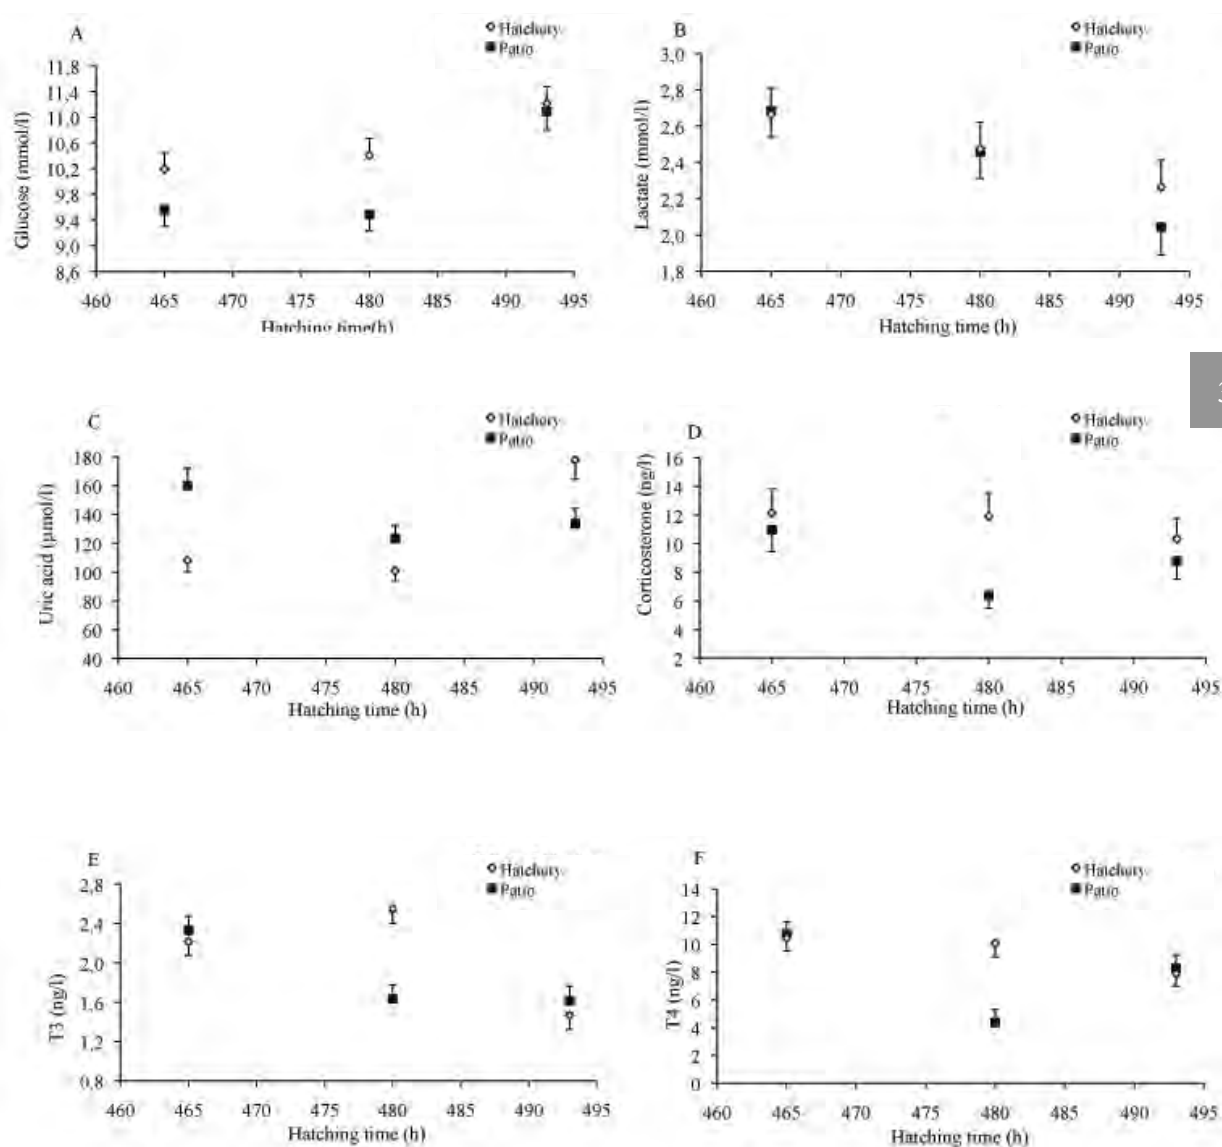 A
Hatchery
Patio
11,8
11,4
11,0
10,6
10,2
9,8
9,4
9,0
8,6
Glucose (mmol/l)
460 465 470 475 480 485 490 495
Hatching time(h)
B
Hatchery
Patio
3,0
2,8
2,6
2,4
2,2
2,0
1,8
Lactate (mmol/l)
460 465 470 475 480 485 490 495
Hatching time (h)
C
Hatchery
Patio
180
160
140
120
100
80
60
40
Uric acid (µmol/l)
460 465 470 475 480 485 490 495
Hatching time (h)
D
Hatchery
Patio
16
14
12
10
8
6
4
2
Corticosterone (ng/l)
460 465 470 475 480 485 490 495
Hatching time (h)
E
Hatchery
Patio
2,8
2,4
2,0
1,6
1,2
0,8
T3 (ng/l)
460 465 470 475 480 485 490 495
Hatching time (h)
F
Hatchery
Patio
14
12
10
8
6
4
2
0
T4 (ng/l)
460 465 470 475 480 485 490 495
Hatching time (h)